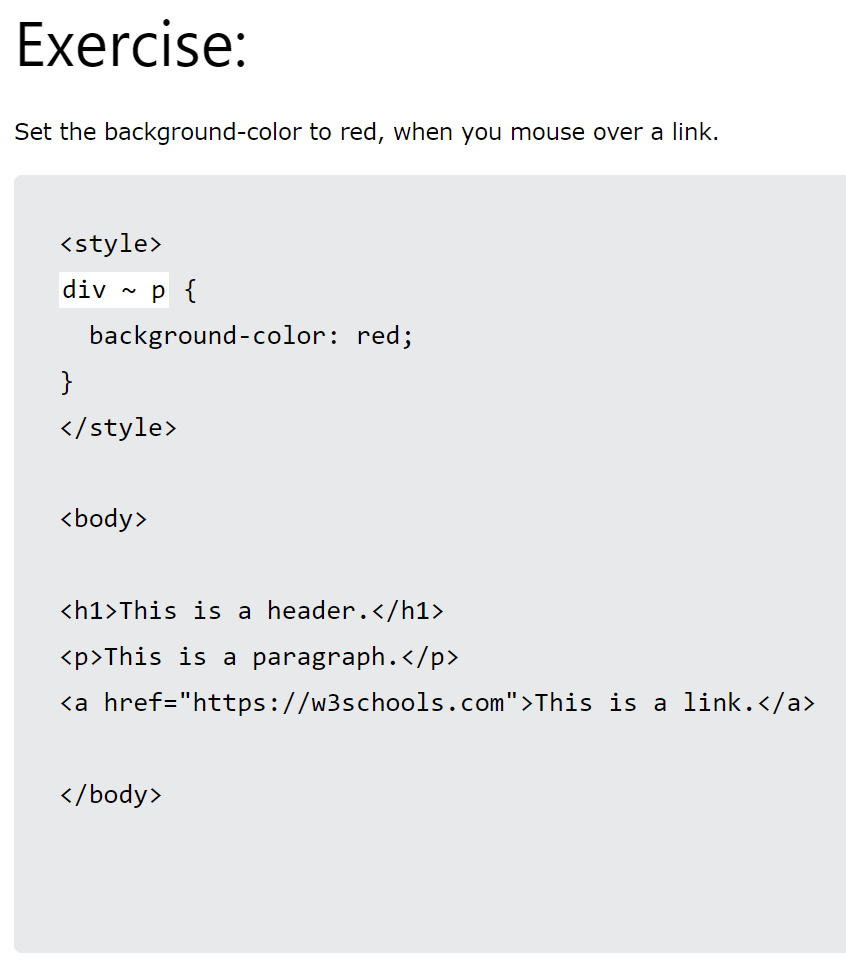 Exercise:
Set the background-color to red, when you mouse over a link.
<style>
div ~ p {
background-color: red;
}
</style>
<body>
<h1>This is a header.</h1>
<p>This is a paragraph.</p>
<a href="https://w3schools.com">This is a link.</a>
</body>